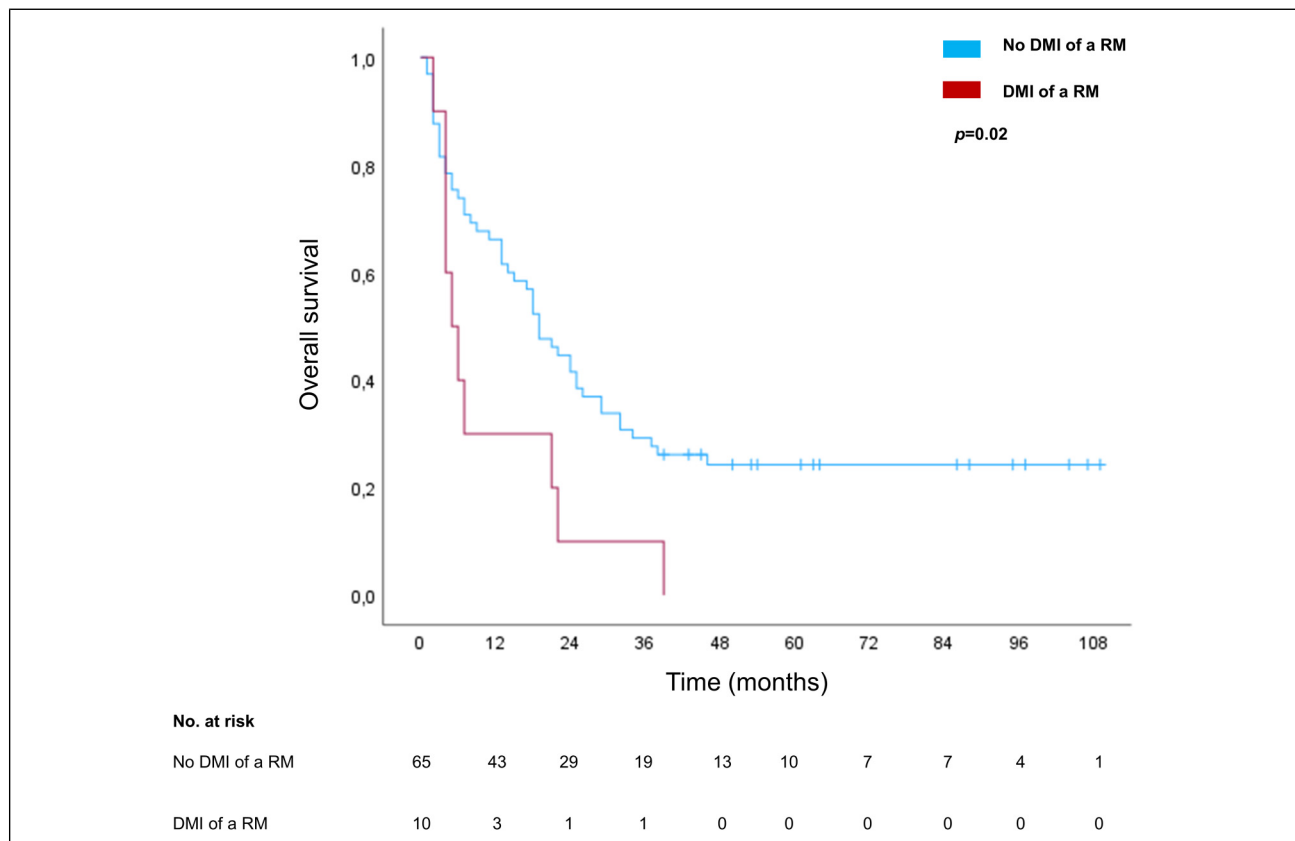 No DMI of a RM
DMI of a RM
p=0.02
1,0
0,8
0,6
0,4
0,2
0,0
Overall survival
0 12 24 36 48 60 72 84 96 108
Time (months)
No. at risk
No DMI of a RM 65 43 29 19 13 10 7 7 4 1
DMI of a RM 10 3 1 1 0 0 0 0 0 0